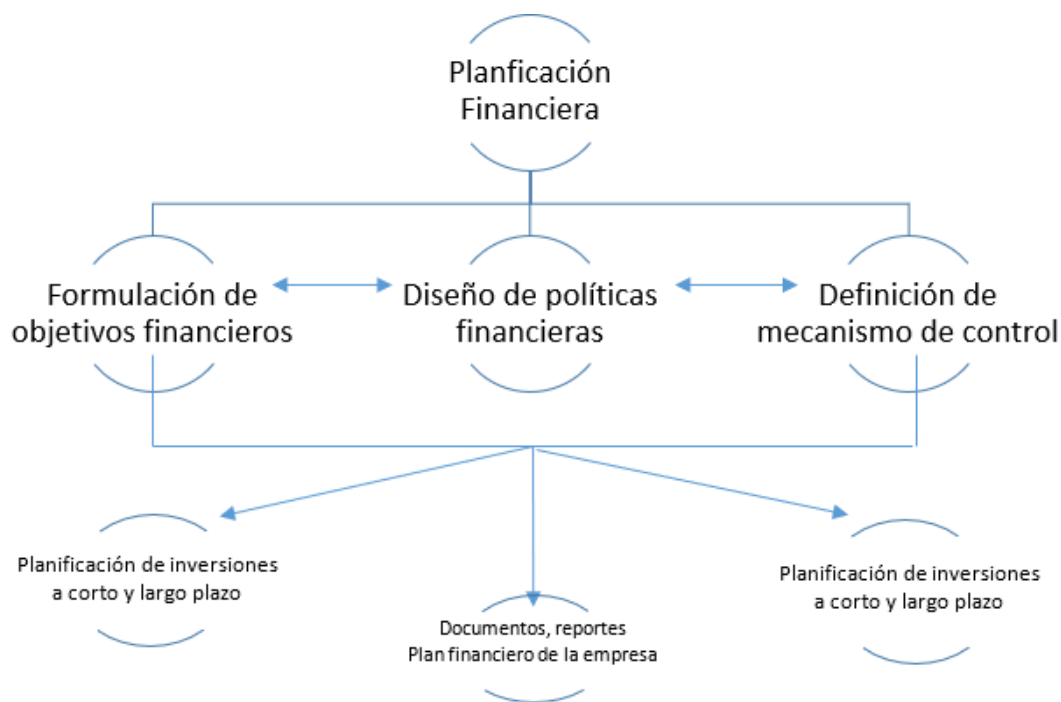 Planficación
Financiera
Formulación de
objetivos financieros
Diseño de políticas
financieras
Definición de
mecanismo de control
Planificación de inversiones
a corto y largo plazo
Documentos, reportes
Plan financiero de la empresa
Planificación de inversiones
a corto y largo plazo